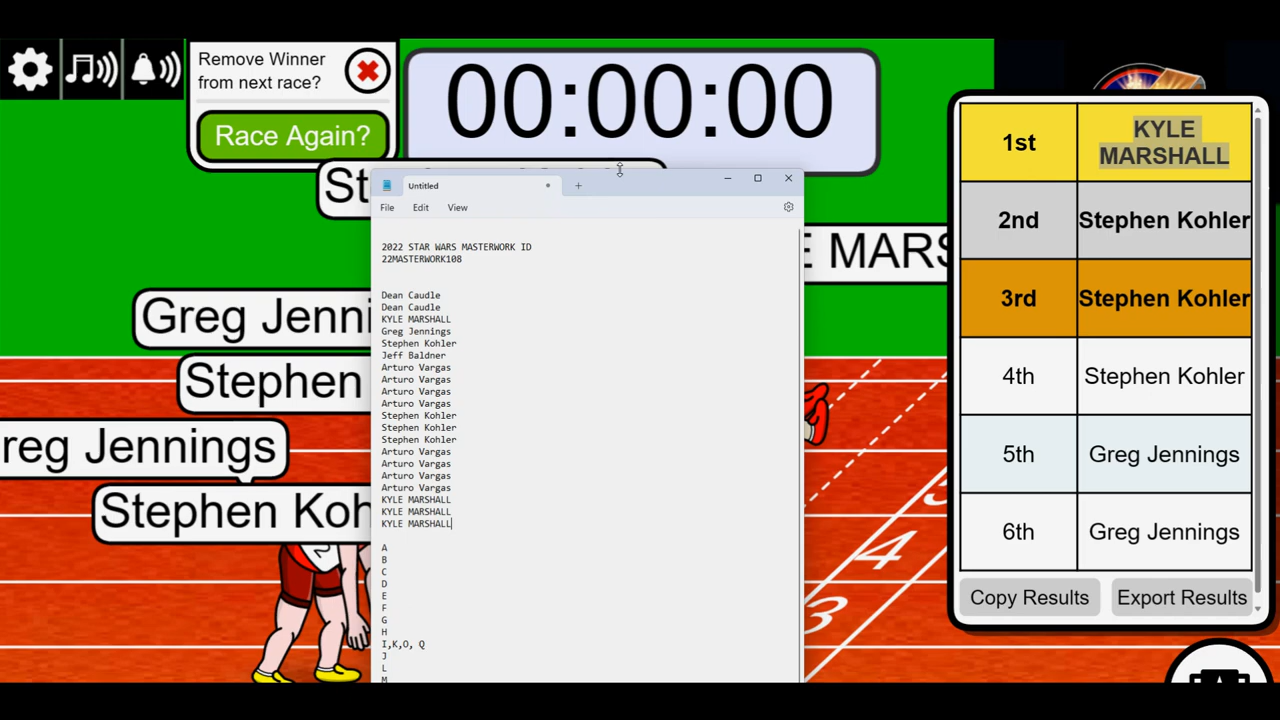 Remove Winner
from next race?
Race Again?
00:00:00
St
E MARS
Greg Jenni
Stephen
reg Jennings
Stephen Koh
2
4
3
Untitled
File Edit View
2022 STAR WARS MASTERWORK ID
22MASTERWORK108
Dean Caudle
Dean Caudle
KYLE MARSHALL
Greg Jennings
Stephen Kohler
Jeff Baldner
Arturo Vargas
Arturo Vargas
Arturo Vargas
Arturo Vargas
Stephen Kohler
Stephen Kohler
Stephen Kohler
Arturo Vargas
Arturo Vargas
Arturo Vargas
Arturo Vargas
KYLE MARSHALL
KYLE MARSHALL
KYLE MARSHALL
A
B
C
D
E
F
G
H
I,K,O, Q
J
L
M
1st KYLE
MARSHALL
2nd Stephen Kohler
3rd Stephen Kohler
4th Stephen Kohler
5th Greg Jennings
6th Greg Jennings
Copy Results Export Results